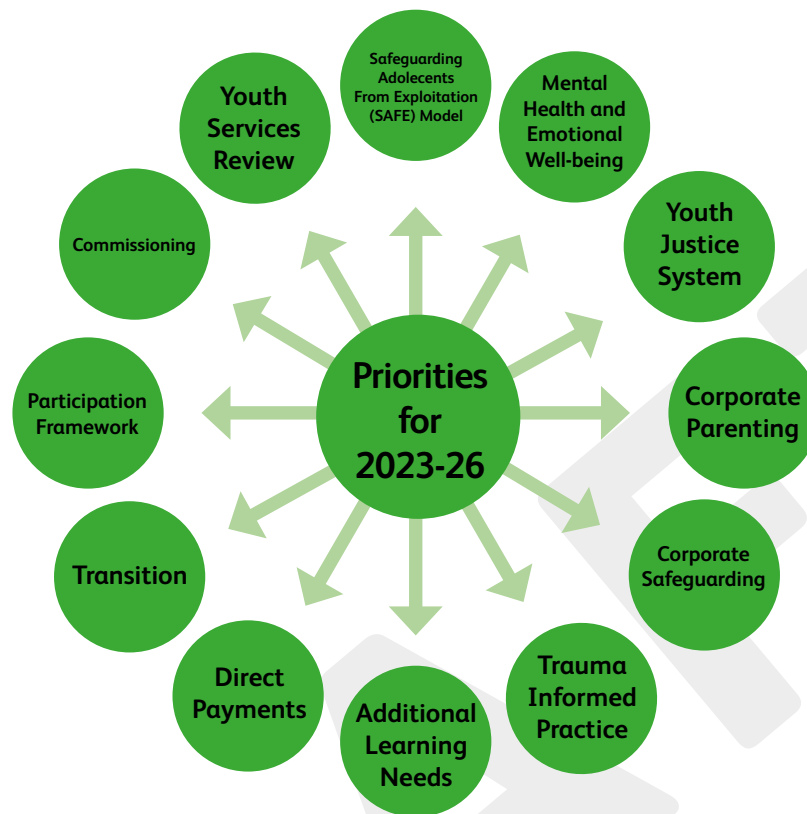 Safeguarding
Adolecents
From Exploitation
(SAFE) Model
Mental
Health and
Emotional
Well-being
Youth
Justice
System
Corporate
Parenting
Corporate
Safeguarding
Trauma
Informed
Practice
Additional
Learning
Needs
Direct
Payments
Transition
Participation
Framework
Commissioning
Youth
Services
Review
Priorities
for
2023-26